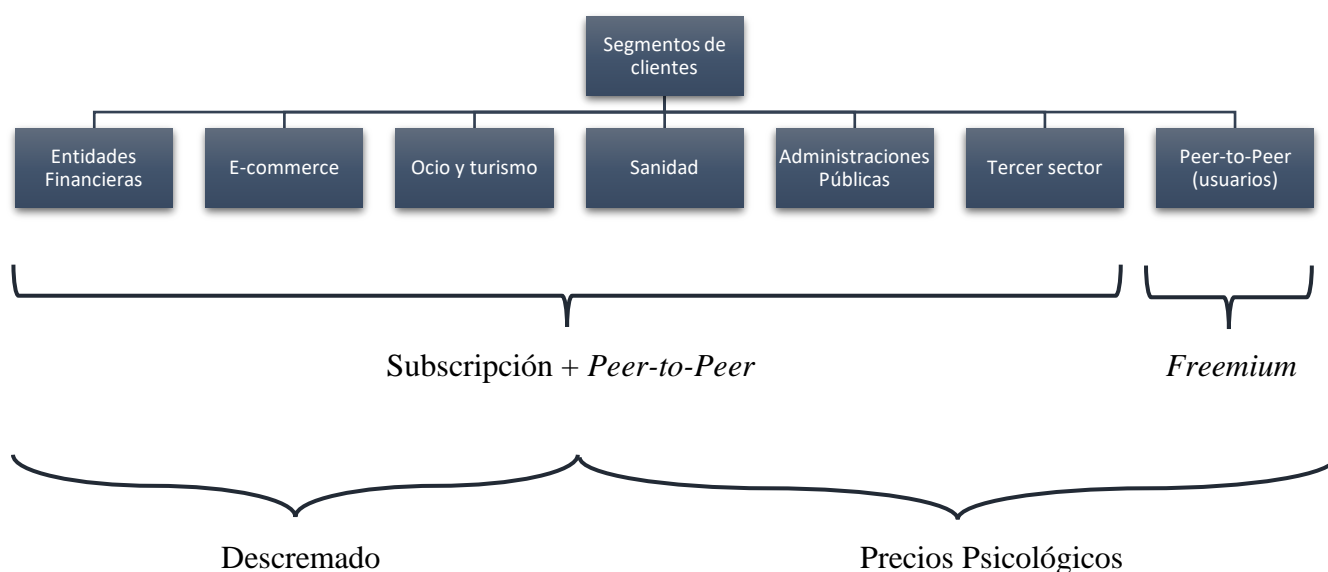 Segmentos de
clientes
Entidades
Financieras
E-commerce
Ocio y turismo
Sanidad
Administraciones
Públicas
Tercer sector
Peer-to-Peer
(usuarios)
Subscripción + Peer-to-Peer
Freemium
Descremado
Precios Psicológicos